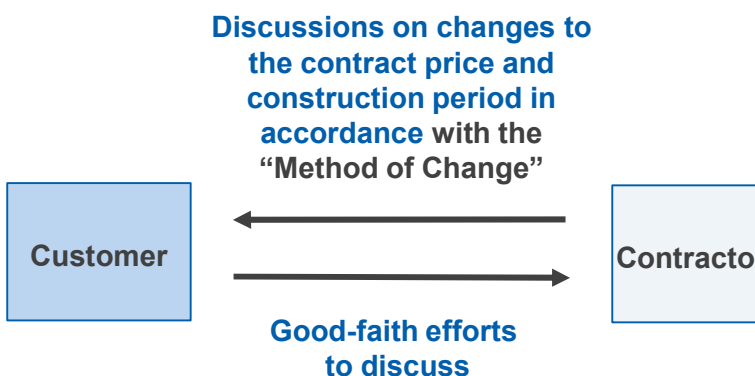 Discussions on changes to
the contract price and
construction period in
accordance with the
“Method of Change”
Customer
Contracto
Good-faith efforts
to discuss